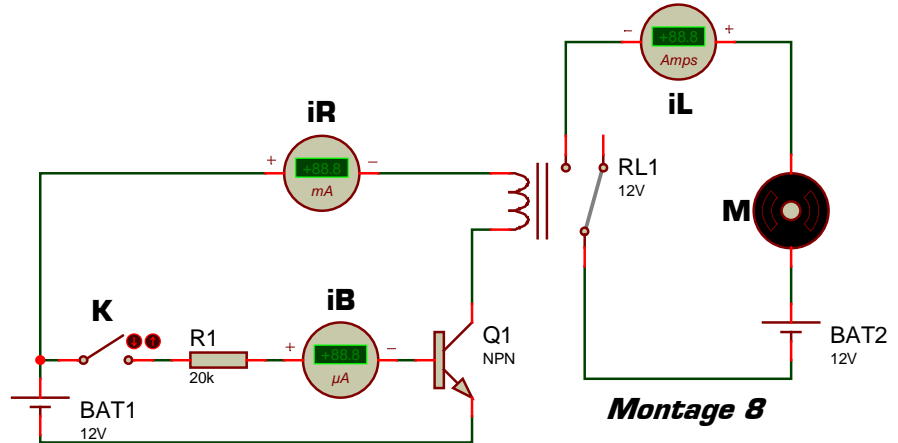 − +88.8 +
Amps
iL
iR
+ +88.8 −
mA
RL1
12V
M
K
iB
R1
20k
+ +88.8 −
µA
Q1
NPN
BAT1
12V
BAT2
12V
Montage 8